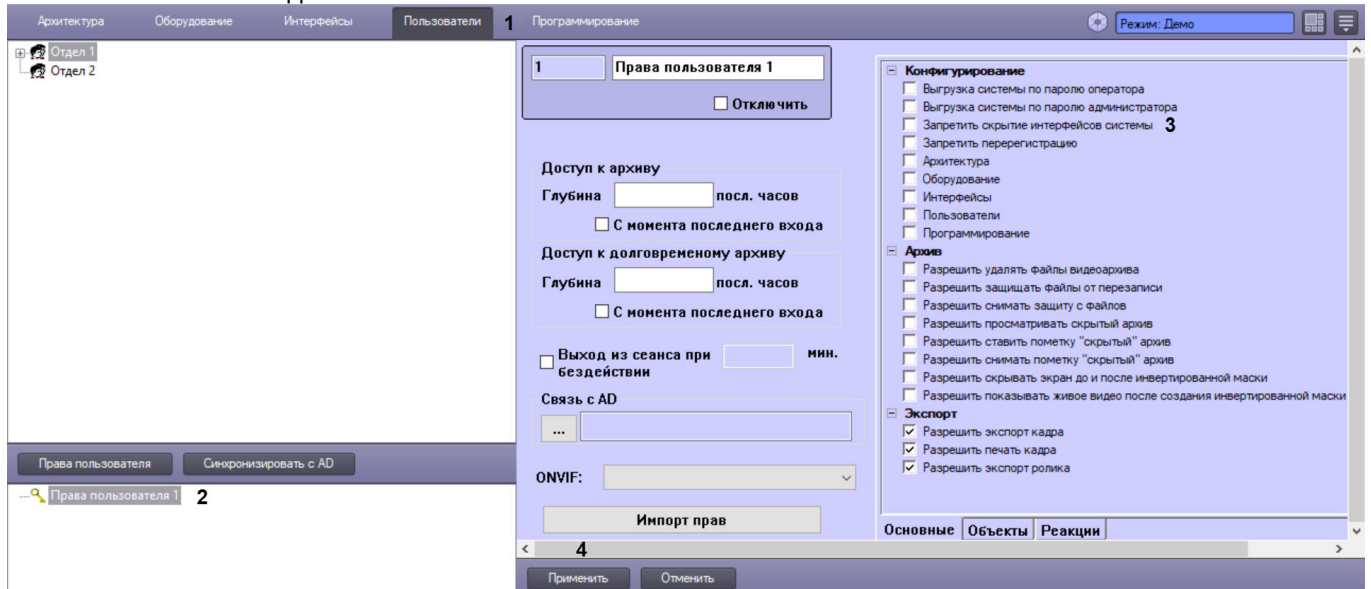 Архитектура Оборудование Интерфейсы Пользователи 1 Программирование Режим: Демо
Отдел 1
Отдел 2
Права пользователя Синхронизировать с AD
Права пользователя 1 2
1 Права пользователя 1
Отключить
Доступ к архиву
Глубина посл. часов
С момента последнего входа
Доступ к долговременому архиву
Глубина посл. часов
С момента последнего входа
Выход из сеанса при мин.
бездействии
Связь с AD
...
ONVIF:
Импорт прав
4
Конфигурирование
Выгрузка системы по паролю оператора
Выгрузка системы по паролю администратора
Запретить скрытие интерфейсов системы 3
Запретить перерегистрацию
Архитектура
Оборудование
Интерфейсы
Пользователи
Программирование
Архив
Разрешить удалять файлы видеоархива
Разрешить защищать файлы от перезаписи
Разрешить снимать защиту с файлов
Разрешить просматривать скрытый архив
Разрешить ставить пометку "скрытый" архив
Разрешить снимать пометку "скрытый" архив
Разрешить скрывать экран до и после инвертированной маски
Разрешить показывать живое видео после создания инвертированной маски
Экспорт
Разрешить экспорт кадра
Разрешить печать кадра
Разрешить экспорт ролика
Основные Объекты Реакции
Применить Отменить